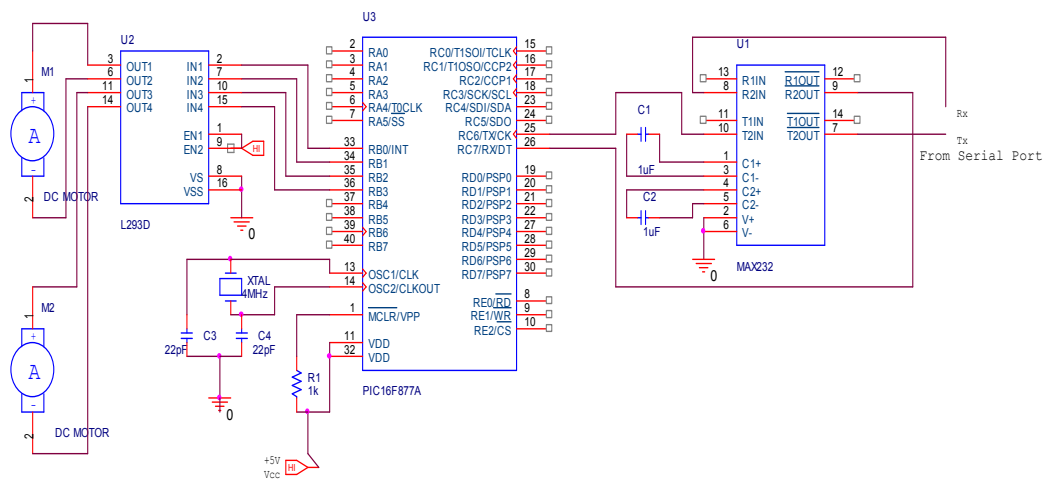 U3
U2
U1
M1
1
A
2
DC MOTOR
3 OUT1 IN1 2
6 OUT2 IN2 7
11 OUT3 IN3 10
14 OUT4 IN4 15
EN1 1
EN2 9
HI
VS 8
VSS 16
L293D
0
M2
1
A
2
DC MOTOR
2 RA0 RC0/T1SOI/TCLK 15
3 RA1 RC1/T1OSO/CCP2 16
4 RA2 RC2/CCP1 17
5 RA3 RC3/SCK/SCL 18
6 RA4/T0CLK RC4/SDI/SDA 23
7 RA5/SS RC5/SDO 24
RC6/TX/CK 25
33 RB0/INT RC7/RX/DT 26
34 RB1
35 RB2 RD0/PSP0 19
36 RB3 RD1/PSP1 20
37 RB4 RD2/PSP2 21
38 RB5 RD3/PSP3 22
39 RB6 RD4/PSP4 27
40 RB7 RD5/PSP5 28
RD6/PSP6 29
13 OSC1/CLK RD7/PSP7 30
14 OSC2/CLKOUT
RE0/RD 8
1 MCLR/VPP RE1/WR 9
RE2/CS 10
11 VDD
32 VDD
PIC16F877A
XTAL
4MHz
C3
22pF
C4
22pF
0
R1
1k
+5V
Vcc
HI
C1
1uF
C2
1uF
13 R1IN R1OUT 12
8 R2IN R2OUT 9
11 T1IN T1OUT 14
10 T2IN T2OUT 7
1 C1+
3 C1-
4 C2+
5 C2-
2 V+
6 V-
MAX232
0
Rx
Tx
From Serial Port